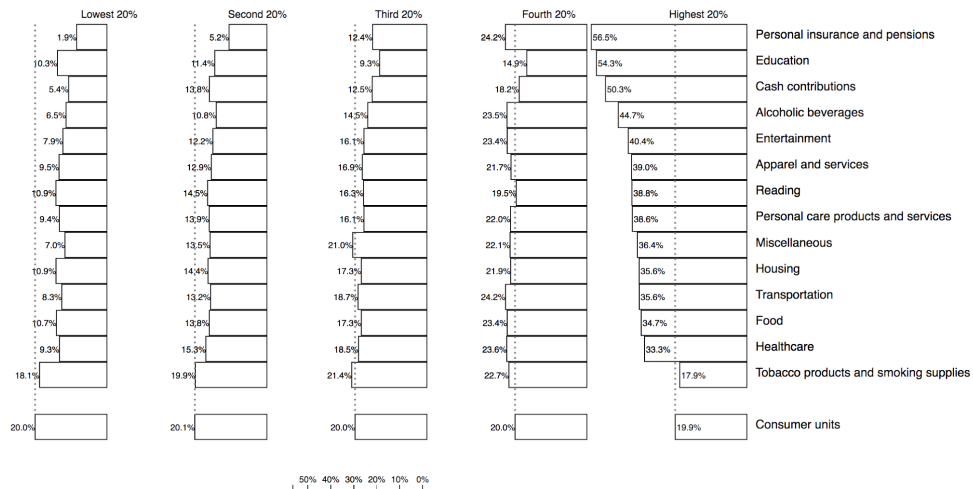 Lowest 20% Second 20% Third 20% Fourth 20% Highest 20%
1.9% 5.2% 12.4% 24.2% 56.5% Personal insurance and pensions
10.3% 11.4% 9.3% 14.9% 54.3% Education
5.4% 13.8% 12.5% 18.2% 50.3% Cash contributions
6.5% 10.8% 14.5% 23.5% 44.7% Alcoholic beverages
7.9% 12.2% 16.1% 23.4% 40.4% Entertainment
9.5% 12.9% 16.9% 21.7% 39.0% Apparel and services
10.9% 14.5% 16.3% 19.5% 38.8% Reading
9.4% 13.9% 16.1% 22.0% 38.6% Personal care products and services
7.0% 13.5% 21.0% 22.1% 36.4% Miscellaneous
10.9% 14.4% 17.3% 21.9% 35.6% Housing
8.3% 13.2% 18.7% 24.2% 35.6% Transportation
10.7% 13.8% 17.3% 23.4% 34.7% Food
9.3% 15.3% 18.5% 23.6% 33.3% Healthcare
18.1% 19.9% 21.4% 22.7% 17.9% Tobacco products and smoking supplies
20.0% 20.1% 20.0% 20.0% 19.9% Consumer units
50% 40% 30% 20% 10% 0%